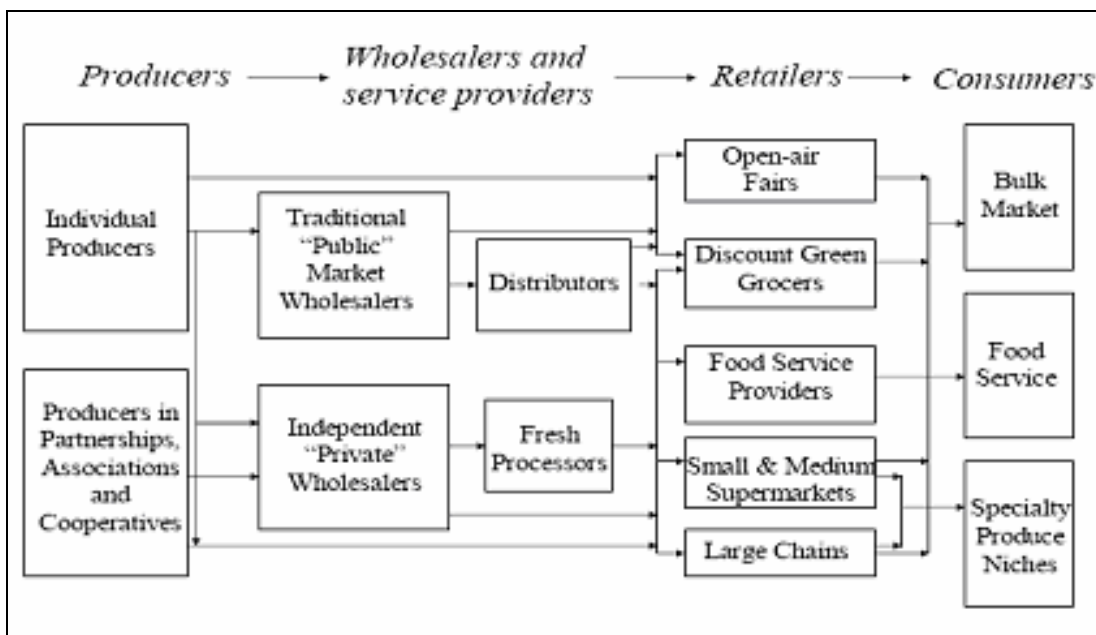 Producers
Wholesalers and
service providers
Retailers
Consumers
Individual
Producers
Producers in
Partnerships,
Associations
and
Cooperatives
Traditional
“Public”
Market
Wholesalers
Distributors
Independent
“Private”
Wholesalers
Fresh
Processors
Open-air
Fairs
Discount Green
Grocers
Food Service
Providers
Small & Medium
Supermarkets
Large Chains
Bulk
Market
Food
Service
Specialty
Produce
Niches